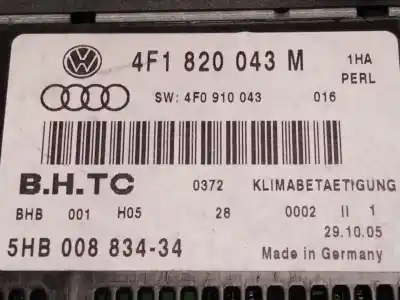 4F1 820 043 M 1HA
PERL
SW: 4F0 910 043 016
B.H.TC 0372 KLIMABETAETIGUNG
BHB 001 H05 28 0002 II 1
29.10.05
5HB 008 834-34 Made in Germany